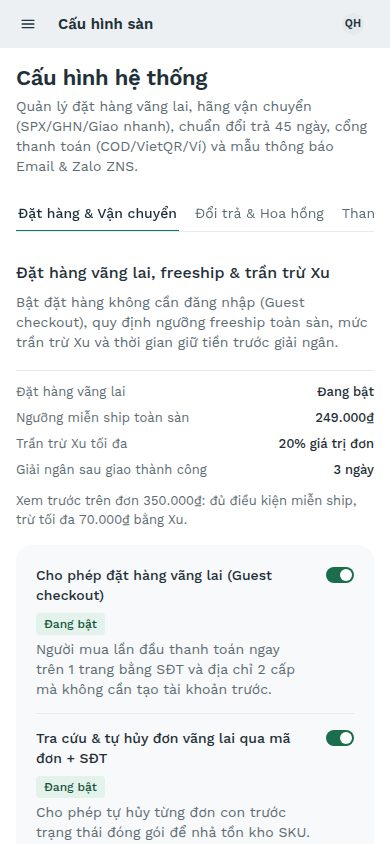 Cấu hình sàn
QH
Cấu hình hệ thống
Quản lý đặt hàng vãng lai, hãng vận chuyển
(SPX/GHN/Giao nhanh), chuẩn đổi trả 45 ngày, cổng
thanh toán (COD/VietQR/Ví) và mẫu thông báo
Email & Zalo ZNS.
Đặt hàng & Vận chuyển
Đổi trả & Hoa hồng
Than
Đặt hàng vãng lai, freeship & trần trừ Xu
Bật đặt hàng không cần đăng nhập (Guest
checkout), quy định ngưỡng freeship toàn sàn, mức
trần trừ Xu và thời gian giữ tiền trước giải ngân.
Đặt hàng vãng lai Đang bật
Ngưỡng miễn ship toàn sàn 249.000₫
Trần trừ Xu tối đa 20% giá trị đơn
Giải ngân sau giao thành công 3 ngày
Xem trước trên đơn 350.000₫: đủ điều kiện miễn ship,
trừ tối đa 70.000₫ bằng Xu.
Cho phép đặt hàng vãng lai (Guest
checkout)
Đang bật
Người mua lần đầu thanh toán ngay
trên 1 trang bằng SĐT và địa chỉ 2 cấp
mà không cần tạo tài khoản trước.
Tra cứu & tự hủy đơn vãng lai qua mã
đơn + SĐT
Đang bật
Cho phép tự hủy từng đơn con trước
trạng thái đóng gói để nhả tồn kho SKU.